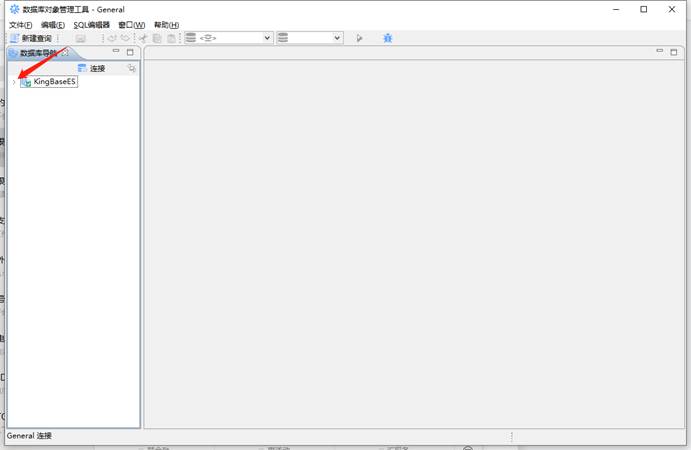 数据库对象管理工具 - General
文件(F) 编辑(E) SQL编辑器 窗口(W) 帮助(H)
新建查询 <空>
数据库导航
连接
KingBaseES
General 连接